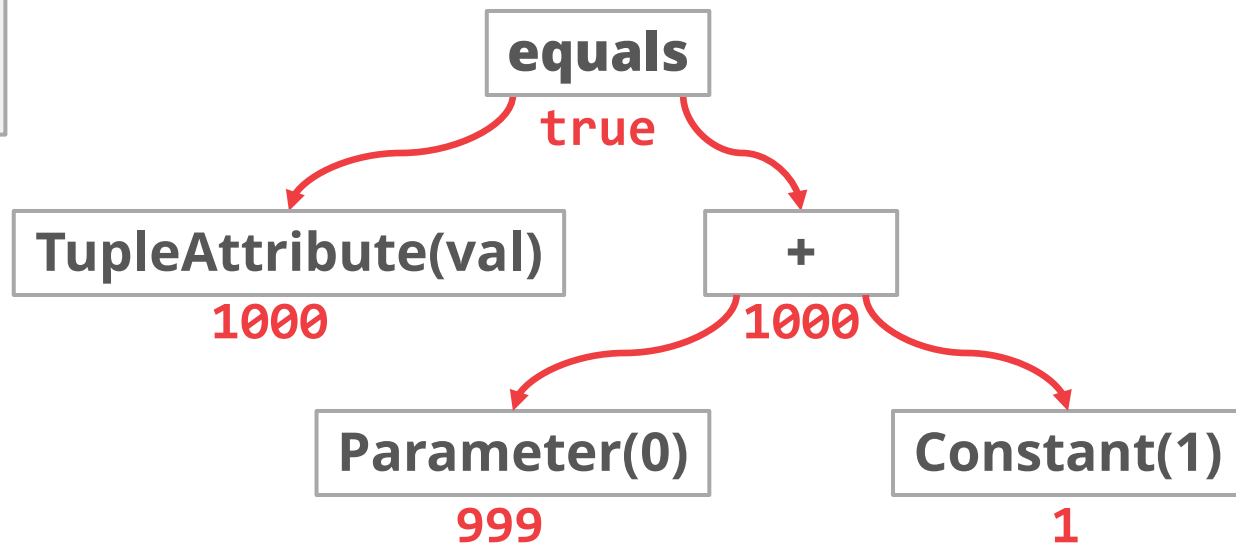 equals
true
TupleAttribute(val)
+
1000
1000
Parameter(0)
Constant(1)
999
1